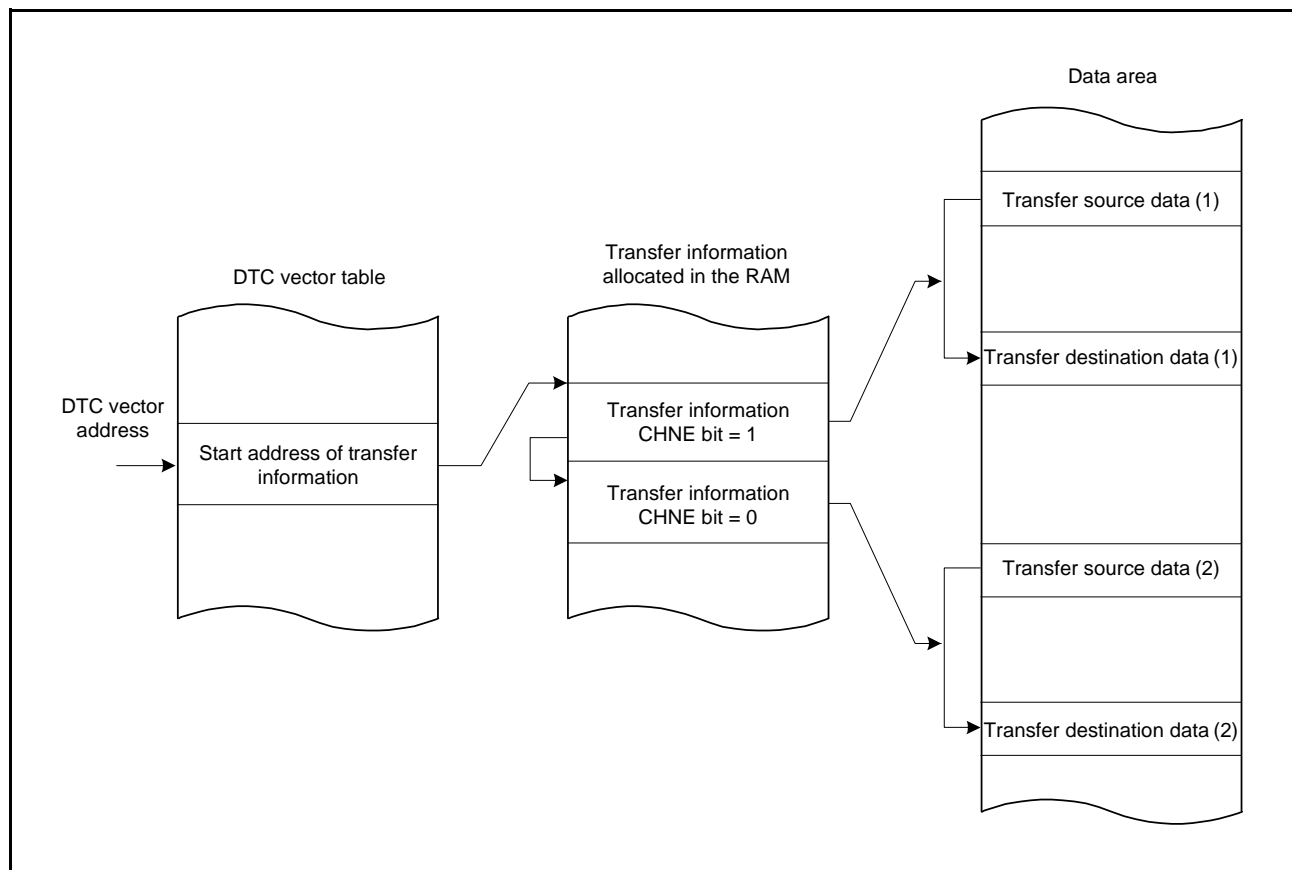 Data area
Transfer source data (1)
Transfer information
allocated in the RAM
DTC vector table
Transfer destination data (1)
DTC vector
address
Transfer information
CHNE bit = 1
Start address of transfer
information
Transfer information
CHNE bit = 0
Transfer source data (2)
Transfer destination data (2)